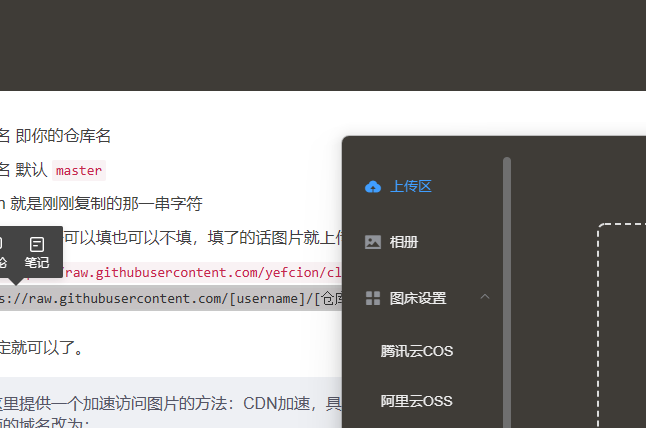 名 即你的仓库名
名 默认 master
n 就是刚刚复制的那一串字符
可以填也可以不填，填了的话图片就上传
笔记
raw.githubusercontent.com/yefcion/cl
s://raw.githubusercontent.com/[username]/[仓库
定就可以了。
这里提供一个加速访问图片的方法：CDN加速，具
的域名改为：
上传区
相册
图床设置
腾讯云COS
阿里云OSS